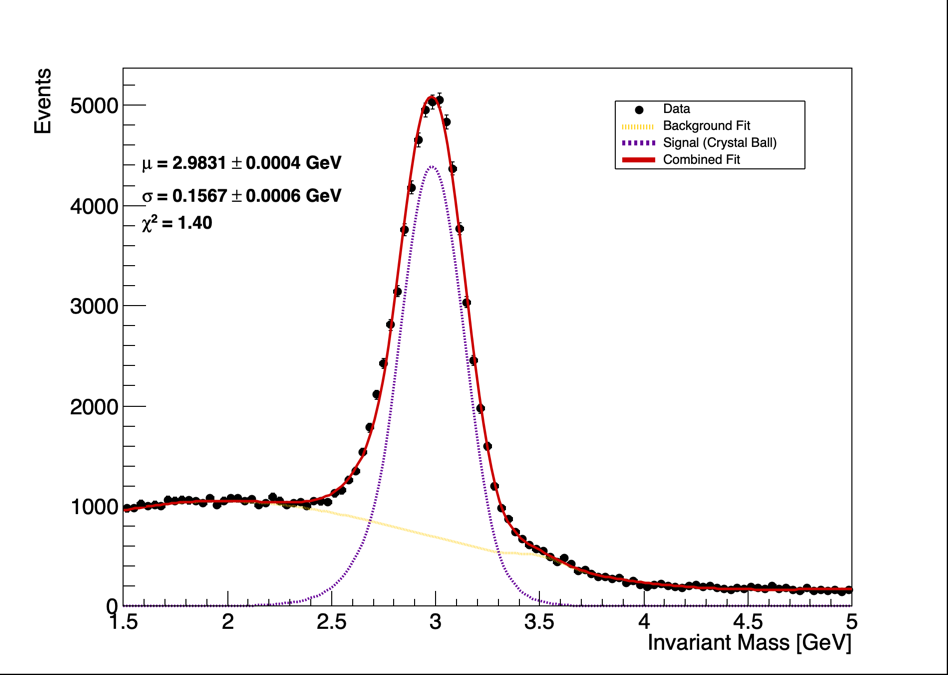 Events
5000
4000
3000
2000
1000
0
μ = 2.9831 ± 0.0004 GeV
σ = 0.1567 ± 0.0006 GeV
χ² = 1.40
Data
Background Fit
Signal (Crystal Ball)
Combined Fit
1.5 2 2.5 3 3.5 4 4.5 5
Invariant Mass [GeV]